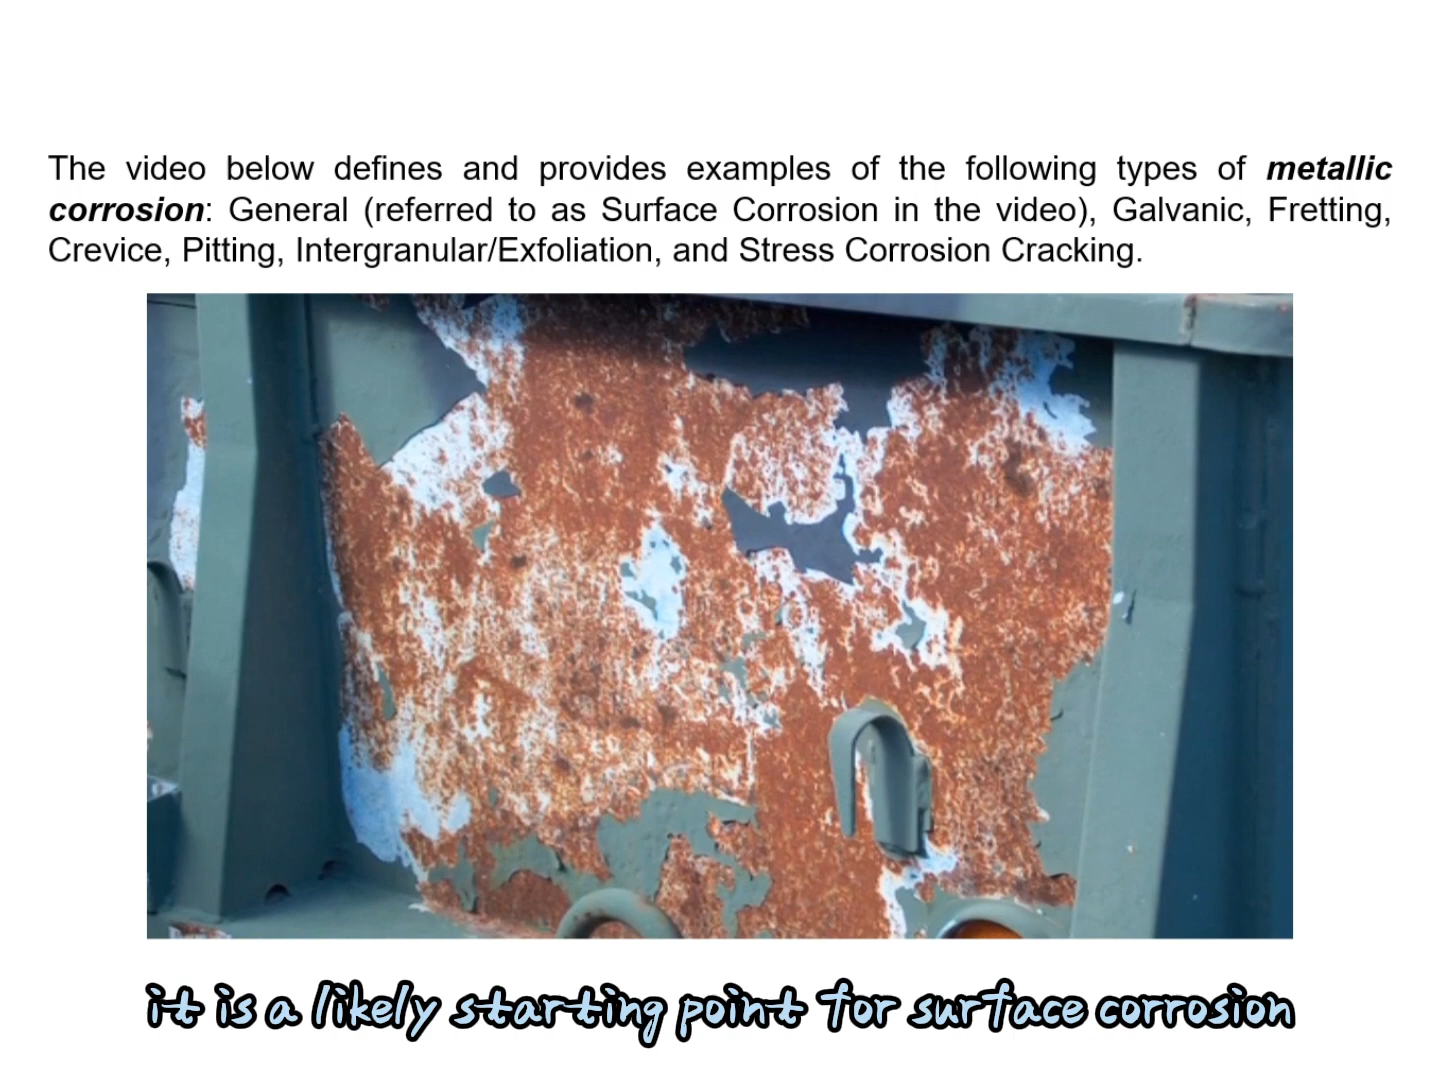 The video below defines and provides examples of the following types of metallic
corrosion: General (referred to as Surface Corrosion in the video), Galvanic, Fretting,
Crevice, Pitting, Intergranular/Exfoliation, and Stress Corrosion Cracking.
it is a likely starting point for surface corrosion